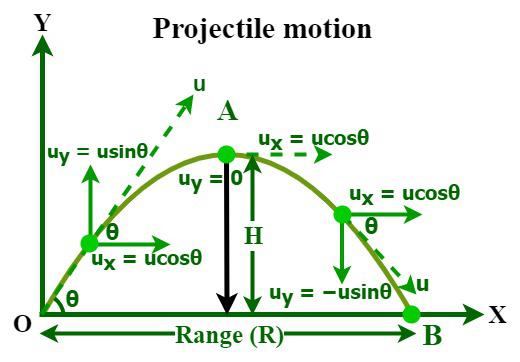 Y
Projectile motion
u
A
uy = usinθ
ux = ucosθ
uy = 0
ux = ucosθ
θ
θ
H
ux = ucosθ
uy = −usinθ
u
θ
O
X
Range (R)
B